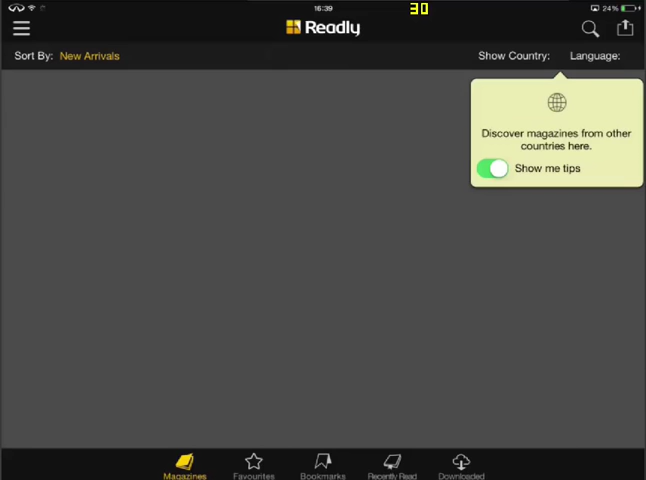 16:39
30
24%
Readly
Sort By: New Arrivals
Show Country: Language:
Discover magazines from other
countries here.
Show me tips
Magazines Favourites Bookmarks Recently Read Downloaded